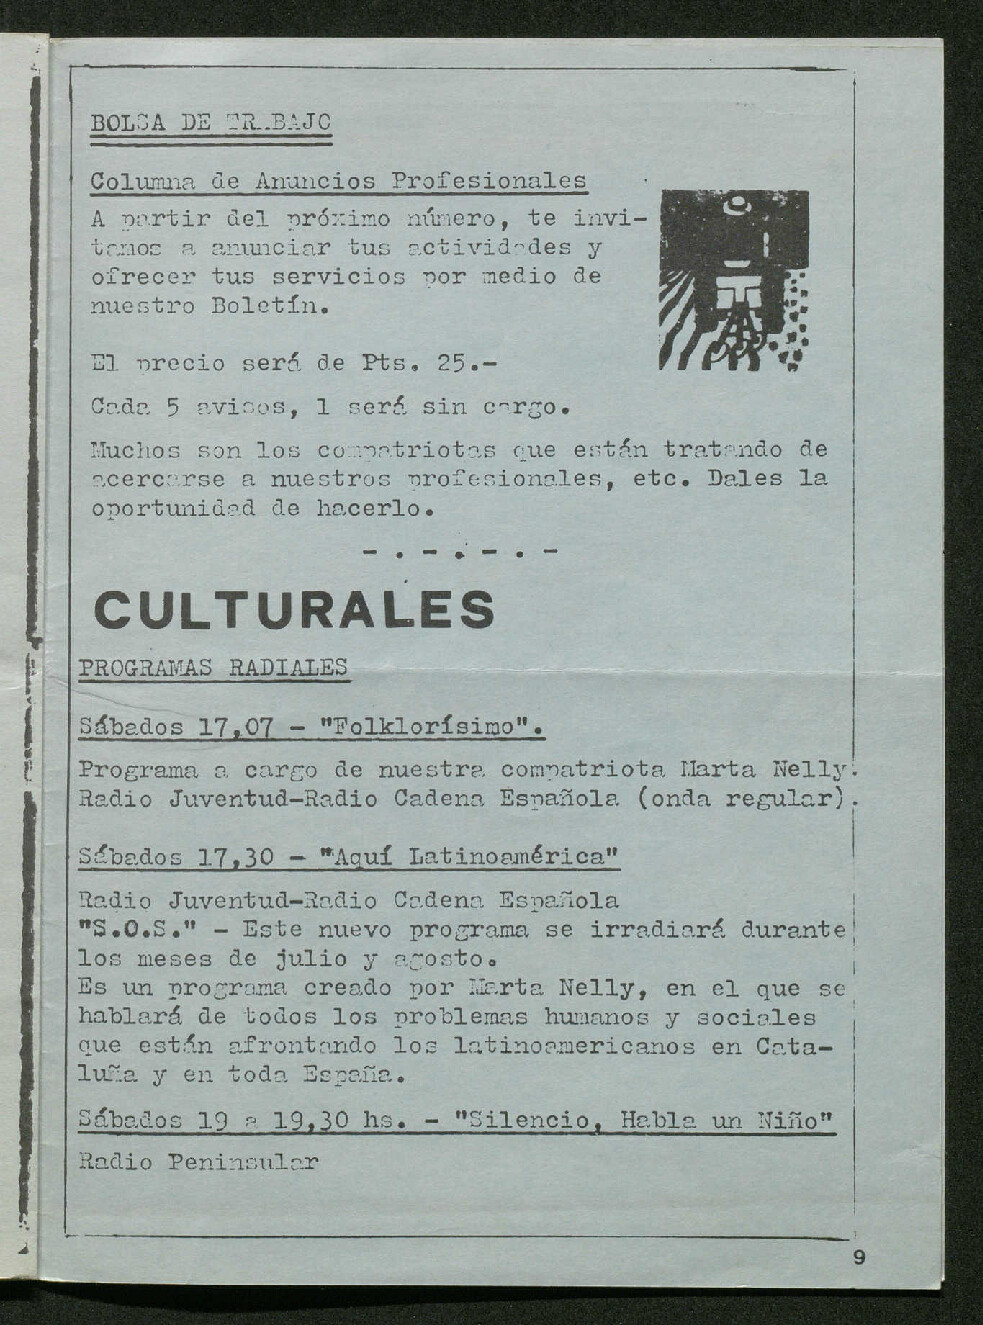 BOLSA DE TRABAJO
Columna de Anuncios Profesionales
A partir del próximo número, te invi-
tamos a anunciar tus actividades y
ofrecer tus servicios por medio de
nuestro Boletín.
El precio será de Pts. 25.-
Cada 5 avisos, 1 será sin cargo.
Muchos son los compatriotas que están tratando de
acercarse a nuestros profesionales, etc. Dales la
oportunidad de hacerlo.
- . - . - . -
CULTURALES
PROGRAMAS RADIALES
Sábados 17,07 - "Folklorísimo".
Programa a cargo de nuestra compatriota Marta Nelly.
Radio Juventud-Radio Cadena Española (onda regular).
Sábados 17,30 - "Aquí Latinoamérica"
Radio Juventud-Radio Cadena Española
"S.O.S." - Este nuevo programa se irradiará durante
los meses de julio y agosto.
Es un programa creado por Marta Nelly, en el que se
hablará de todos los problemas humanos y sociales
que están afrontando los latinoamericanos en Cata-
luña y en toda España.
Sábados 19 a 19,30 hs. - "Silencio, Habla un Niño"
Radio Peninsular
9